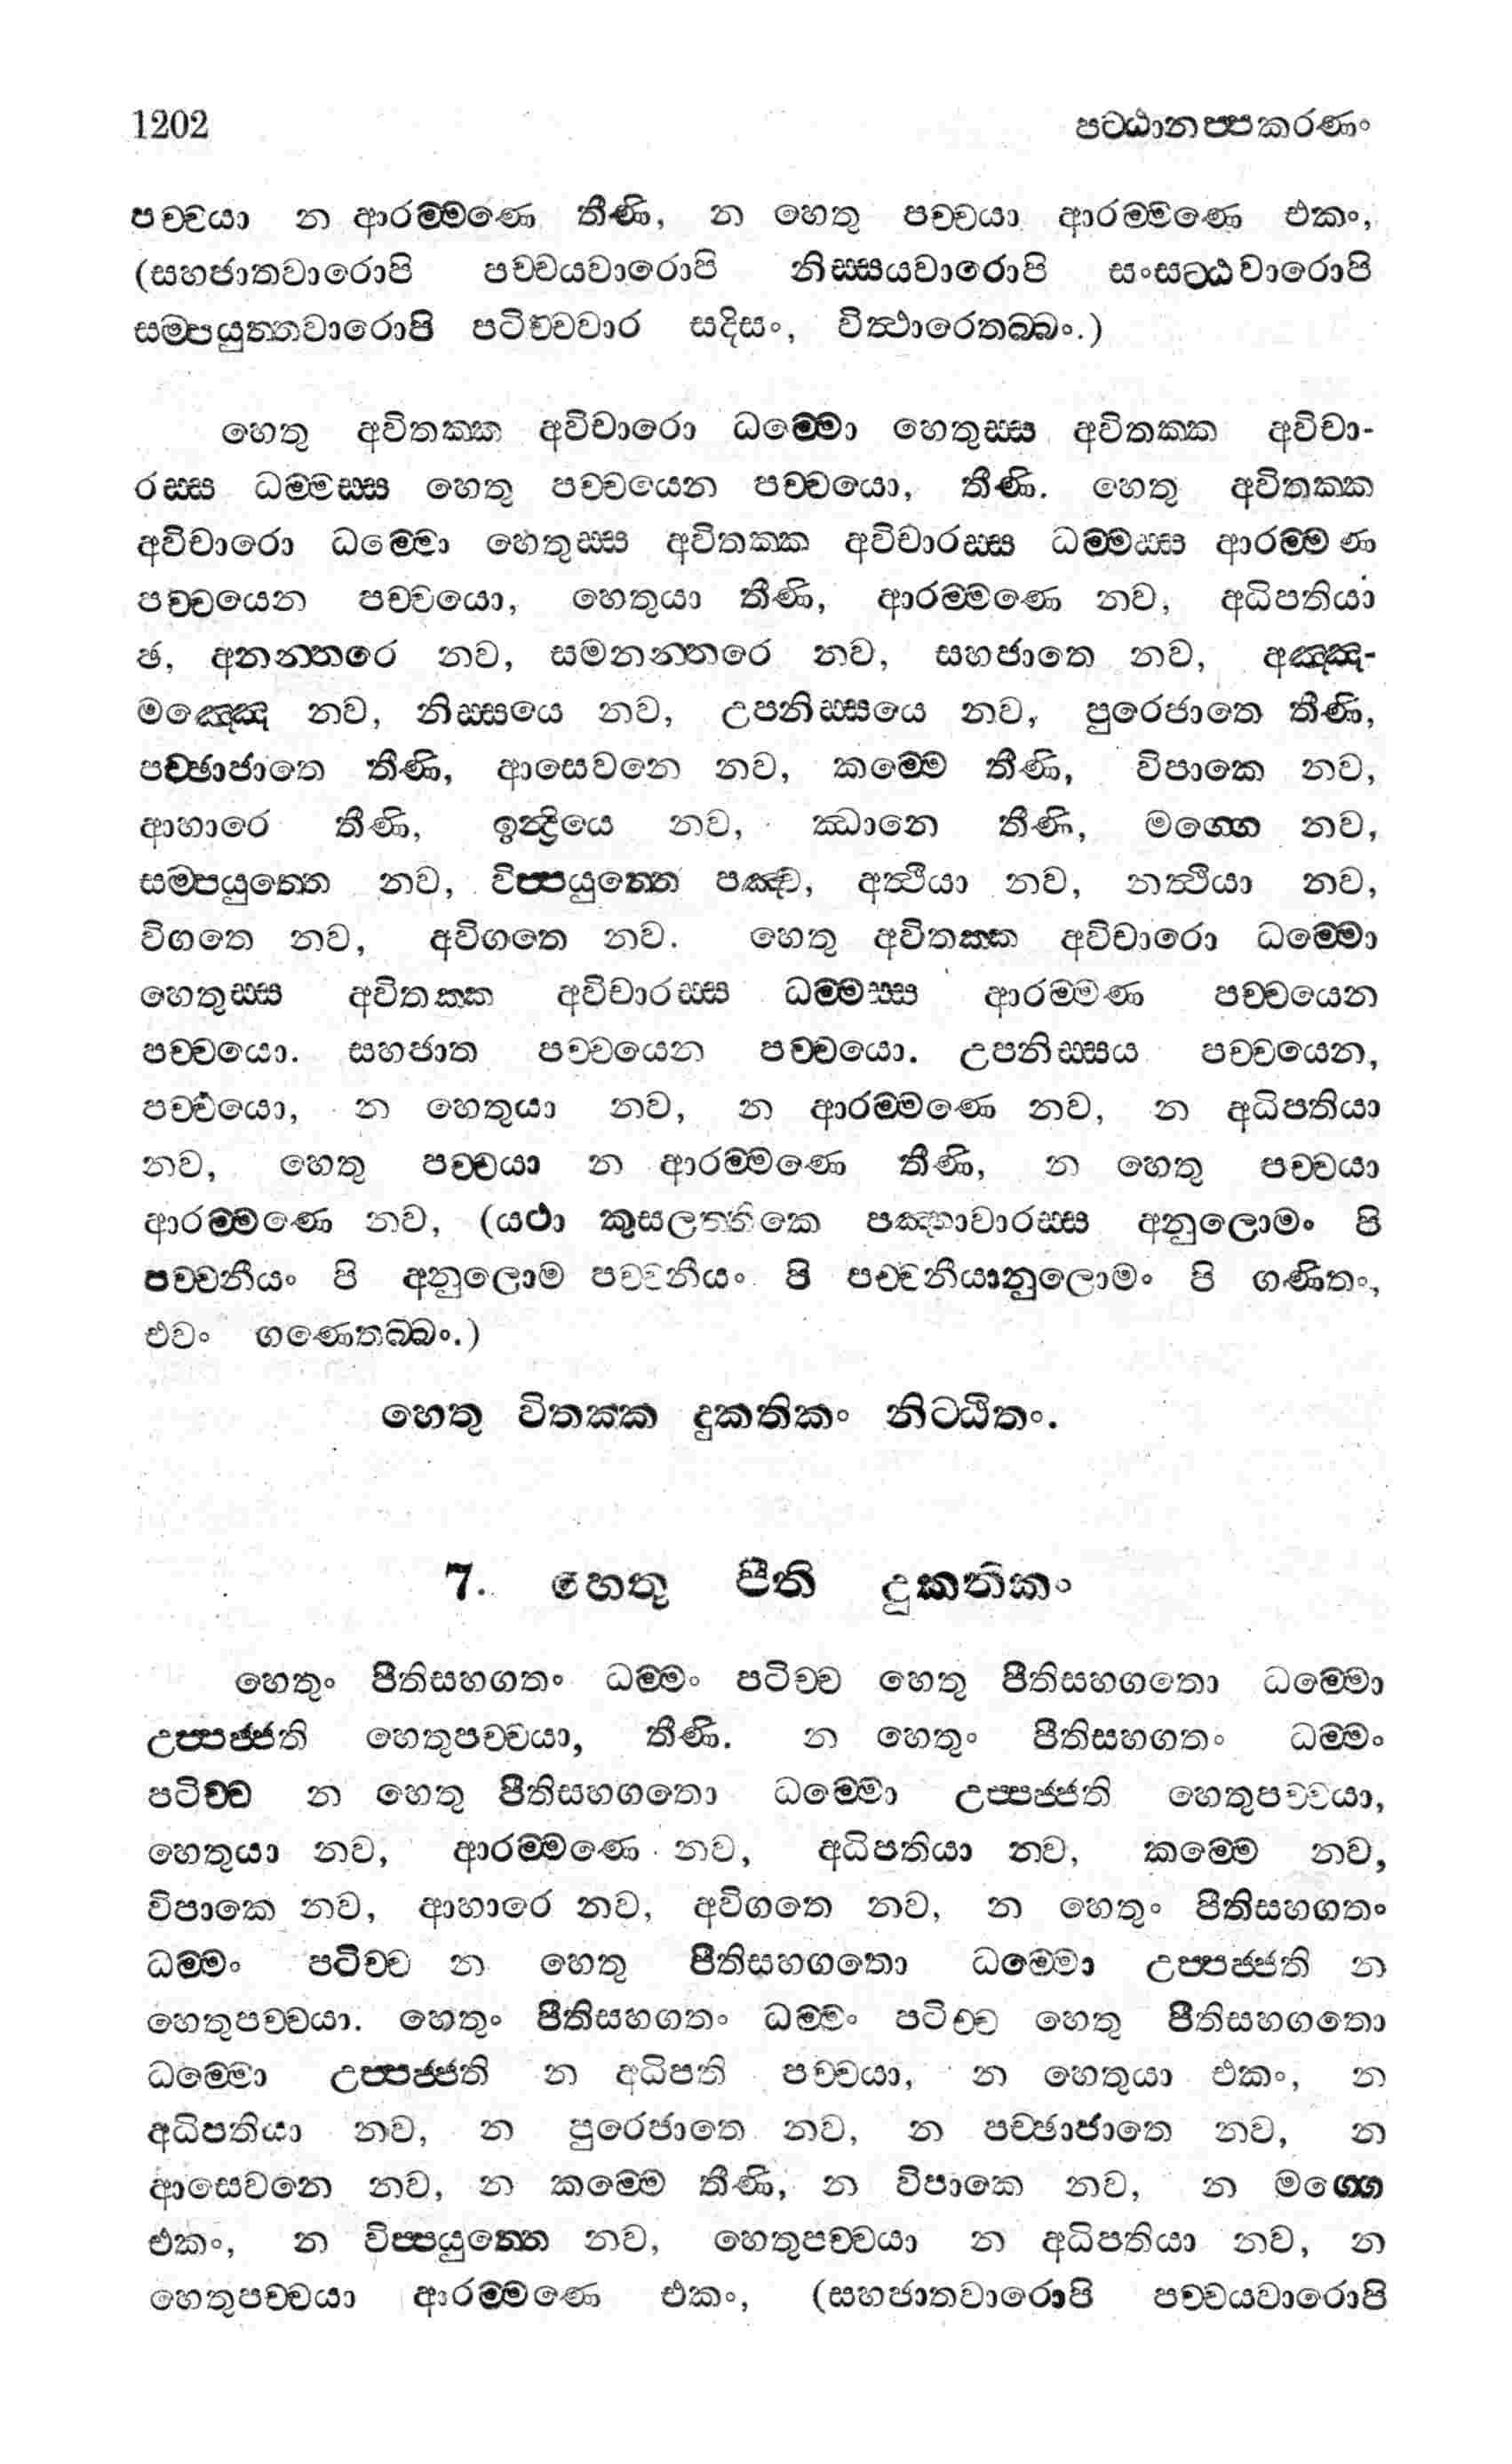 1202
පට්ඨානප්පකරණං
පච්චයා න ආරම්මණෙ තීණි, න හෙතු පච්චයා ආරම්මණෙ එකං,
(සහජාතවාරොපි පච්චයවාරොපි නිස්සයවාරොපි සංසට්ඨවාරොපි
සම්පයුත්තවාරොපි පටිච්චවාර සදිසං, විත්ථාරෙතබ්බං.)
හෙතු අවිතක්ක අවිචාරො ධම්මො හෙතුස්ස අවිතක්ක අවිචා-
රස්ස ධම්මස්ස හෙතු පච්චයෙන පච්චයො, තීණි. හෙතු අවිතක්ක
අවිචාරො ධම්මො හෙතුස්ස අවිතක්ක අවිචාරස්ස ධම්මස්ස ආරම්මණ
පච්චයෙන පච්චයො, හෙතුයා තීණි, ආරම්මණෙ නව, අධිපතියා
ඡ, අනන්තරෙ නව, සමනන්තරෙ නව, සහජාතෙ නව, අඤ්ඤ-
මඤ්ඤෙ නව, නිස්සයෙ නව, උපනිස්සයෙ නව, පුරෙජාතෙ තීණි,
පච්ඡාජාතෙ තීණි, ආසෙවනෙ නව, කම්මෙ තීණි, විපාකෙ නව,
ආහාරෙ තීණි, ඉන්ද්‍රියෙ නව, ඣානෙ තීණි, මග්ගෙ නව,
සම්පයුත්තෙ නව, විප්පයුත්තෙ පඤ්ච, අත්ථියා නව, නත්ථියා නව,
විගතෙ නව, අවිගතෙ නව. හෙතු අවිතක්ක අවිචාරො ධම්මො
හෙතුස්ස අවිතක්ක අවිචාරස්ස ධම්මස්ස ආරම්මණ පච්චයෙන
පච්චයො. සහජාත පච්චයෙන පච්චයො. උපනිස්සය පච්චයෙන,
පච්චයො, න හෙතුයා නව, න ආරම්මණෙ නව, න අධිපතියා
නව, හෙතු පච්චයා න ආරම්මණෙ තීණි, න හෙතු පච්චයා
ආරම්මණෙ නව, (යථා කුසලත්තිකෙ පඤ්හාවාරස්ස අනුලොමං පි
පච්චනීයං පි අනුලොම පච්චනීයං පි පච්චනීයානුලොමං පි ගණිතං,
එවං ගණෙතබ්බං.)
හෙතු විතක්ක දුකතිකං නිට්ඨිතං.
7. හෙතු පීති දුකතිකං
හෙතුං පීතිසහගතං ධම්මං පටිච්ච හෙතු පීතිසහගතො ධම්මො
උප්පජ්ජති හෙතුපච්චයා, තීණි. න හෙතුං පීතිසහගතං ධම්මං
පටිච්ච න හෙතු පීතිසහගතො ධම්මො උප්පජ්ජති හෙතුපච්චයා,
හෙතුයා නව, ආරම්මණෙ නව, අධිපතියා නව, කම්මෙ නව,
විපාකෙ නව, ආහාරෙ නව, අවිගතෙ නව, න හෙතුං පීතිසහගතං
ධම්මං පටිච්ච න හෙතු පීතිසහගතො ධම්මො උප්පජ්ජති න
හෙතුපච්චයා. හෙතුං පීතිසහගතං ධම්මං පටිච්ච හෙතු පීතිසහගතො
ධම්මො උප්පජ්ජති න අධිපති පච්චයා, න හෙතුයා එකං, න
අධිපතියා නව, න පුරෙජාතෙ නව, න පච්ඡාජාතෙ නව, න
ආසෙවනෙ නව, න කම්මෙ තීණි, න විපාකෙ නව, න මග්ගෙ
එකං, න විප්පයුත්තෙ නව, හෙතුපච්චයා න අධිපතියා නව, න
හෙතුපච්චයා ආරම්මණෙ එකං, (සහජාතවාරොපි පච්චයවාරොපි